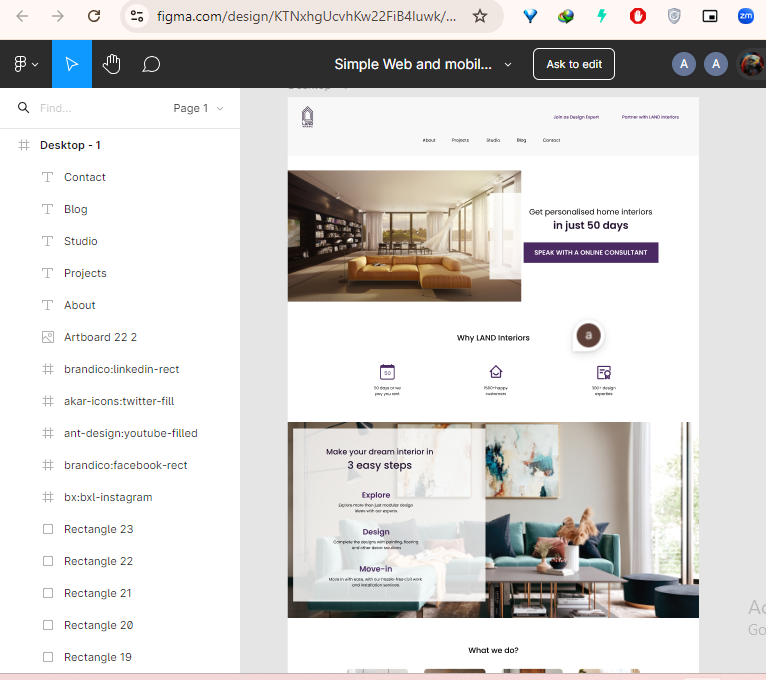 figma.com/design/KTNxhgUcvhKw22FiB4Iuwk/...
zm
Simple Web and mobil...
Ask to edit
A
A
Find...
Page 1
Desktop - 1
Contact
Blog
Studio
Projects
About
Artboard 22 2
brandico:linkedin-rect
akar-icons:twitter-fill
ant-design:youtube-filled
brandico:facebook-rect
bx:bxl-instagram
Rectangle 23
Rectangle 22
Rectangle 21
Rectangle 20
Rectangle 19
LAND
Join as Design Expert
Partner with LAND Interiors
About
Projects
Studio
Blog
Contact
Get personalised home interiors
in just 50 days
SPEAK WITH A ONLINE CONSULTANT
Why LAND Interiors
a
50
50 days or we
pay you rent
1500+happy
customers
300+ design
experties
Make your dream interior in
3 easy steps
Explore
Explore more than just modular design
ideas with our experts
Design
Complete the designs with painting, flooring
and other decor solutions
Move-in
Move in with ease, with our hassle-free civil work
and installation services.
What we do?
Ac
Go